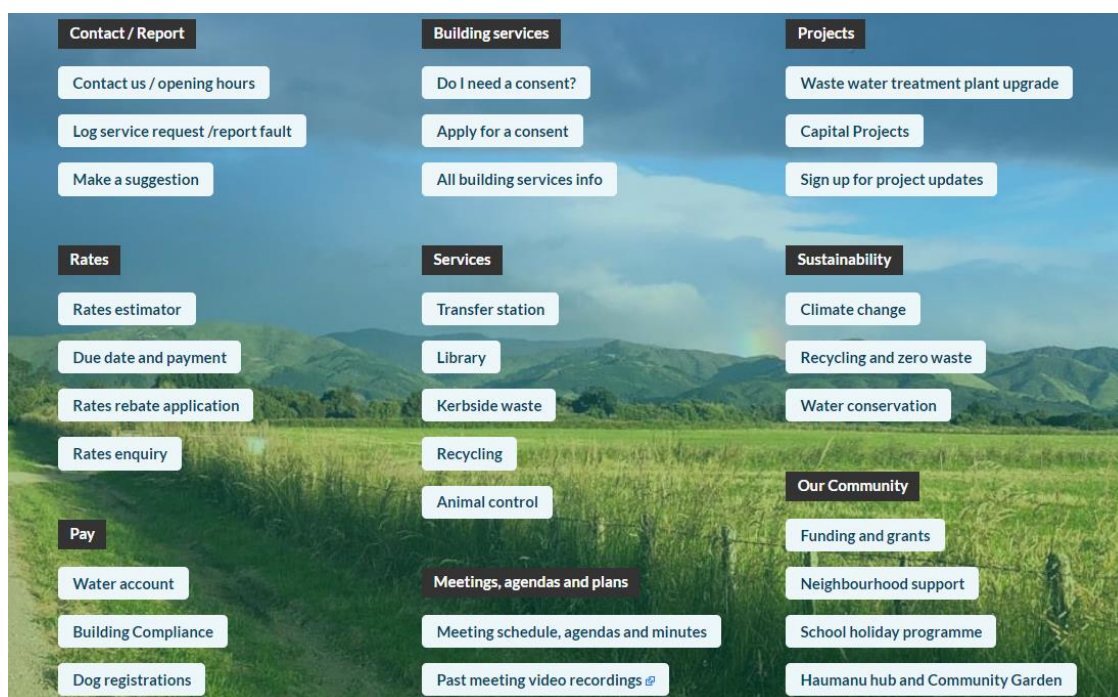 Contact / Report
Contact us / opening hours
Log service request /report fault
Make a suggestion
Rates
Rates estimator
Due date and payment
Rates rebate application
Rates enquiry
Pay
Water account
Building Compliance
Dog registrations
Building services
Do I need a consent?
Apply for a consent
All building services info
Services
Transfer station
Library
Kerbside waste
Recycling
Animal control
Meetings, agendas and plans
Meeting schedule, agendas and minutes
Past meeting video recordings
Projects
Waste water treatment plant upgrade
Capital Projects
Sign up for project updates
Sustainability
Climate change
Recycling and zero waste
Water conservation
Our Community
Funding and grants
Neighbourhood support
School holiday programme
Haumanu hub and Community Garden